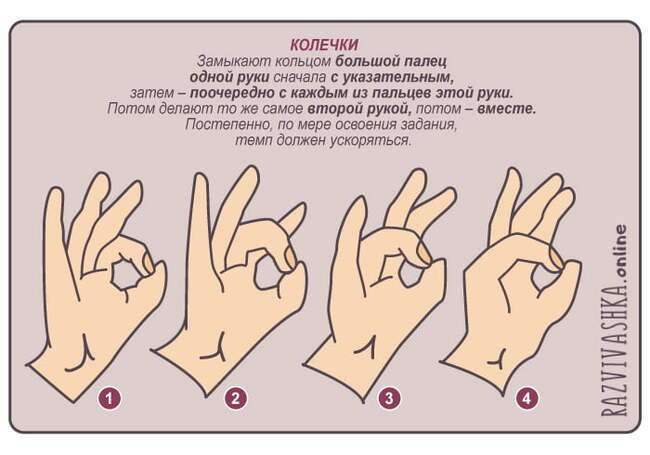 КОЛЕЧКИ
Замыкают кольцом большой палец
одной руки сначала с указательным,
затем – поочередно с каждым из пальцев этой руки.
Потом делают то же самое второй рукой, потом – вместе.
Постепенно, по мере освоения задания,
темп должен ускоряться.
1 2 3 4
RAZVIVASHKA.online